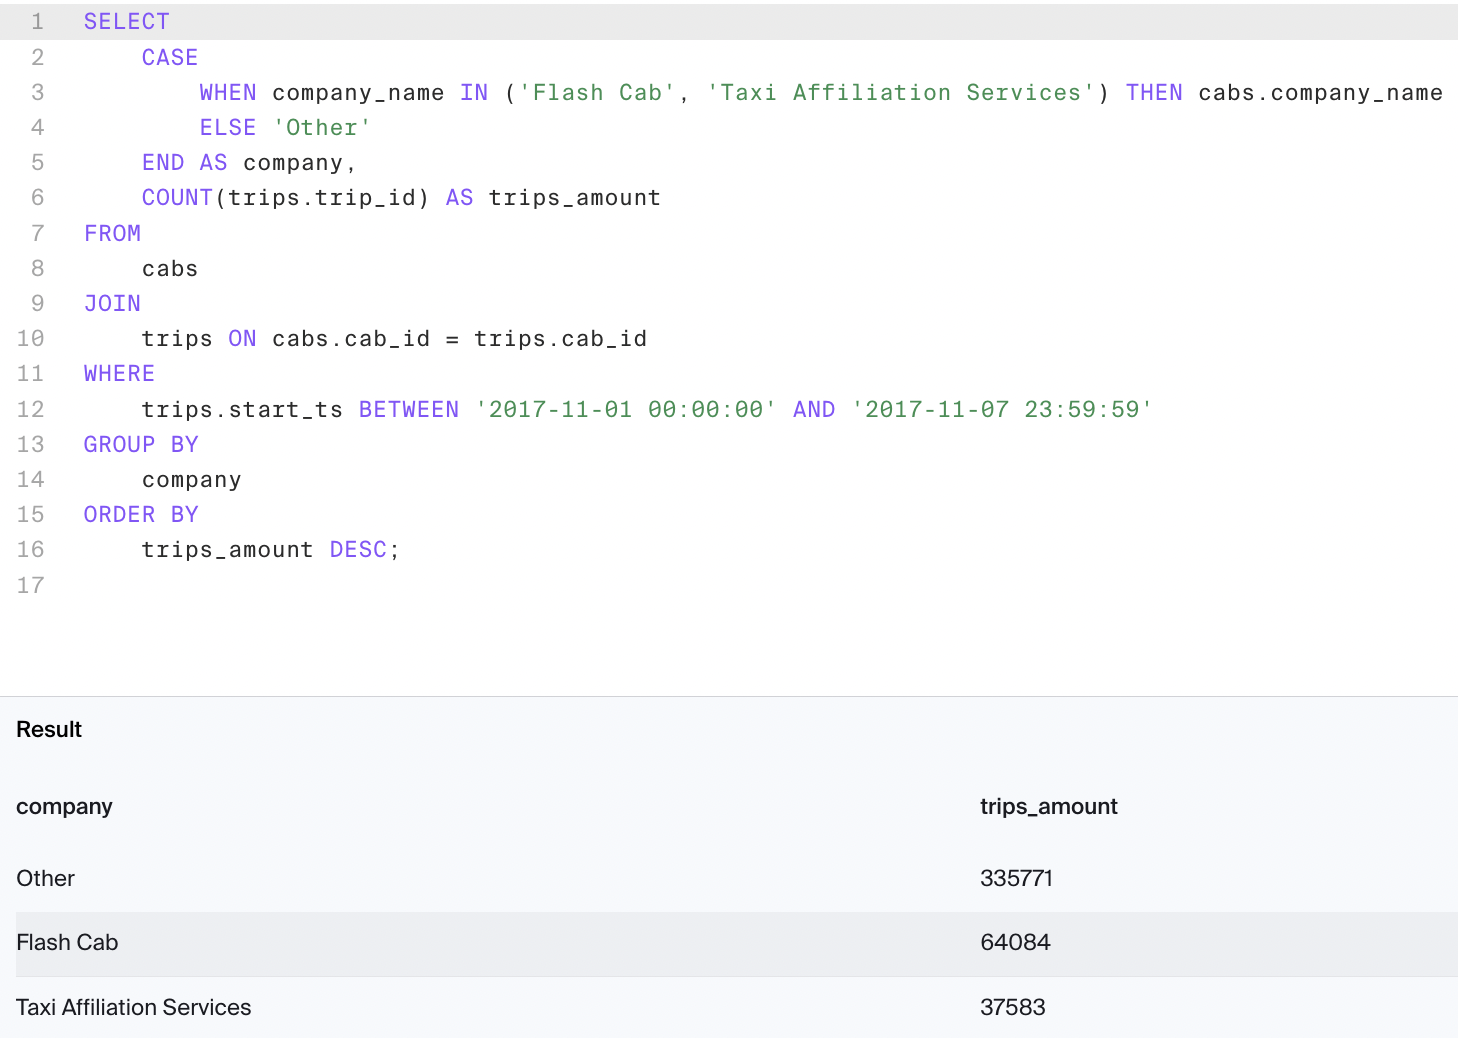 1 SELECT
2 CASE
3 WHEN company_name IN ('Flash Cab', 'Taxi Affiliation Services') THEN cabs.company_name
4 ELSE 'Other'
5 END AS company,
6 COUNT(trips.trip_id) AS trips_amount
7 FROM
8 cabs
9 JOIN
10 trips ON cabs.cab_id = trips.cab_id
11 WHERE
12 trips.start_ts BETWEEN '2017-11-01 00:00:00' AND '2017-11-07 23:59:59'
13 GROUP BY
14 company
15 ORDER BY
16 trips_amount DESC;
17
Result
company trips_amount
Other 335771
Flash Cab 64084
Taxi Affiliation Services 37583